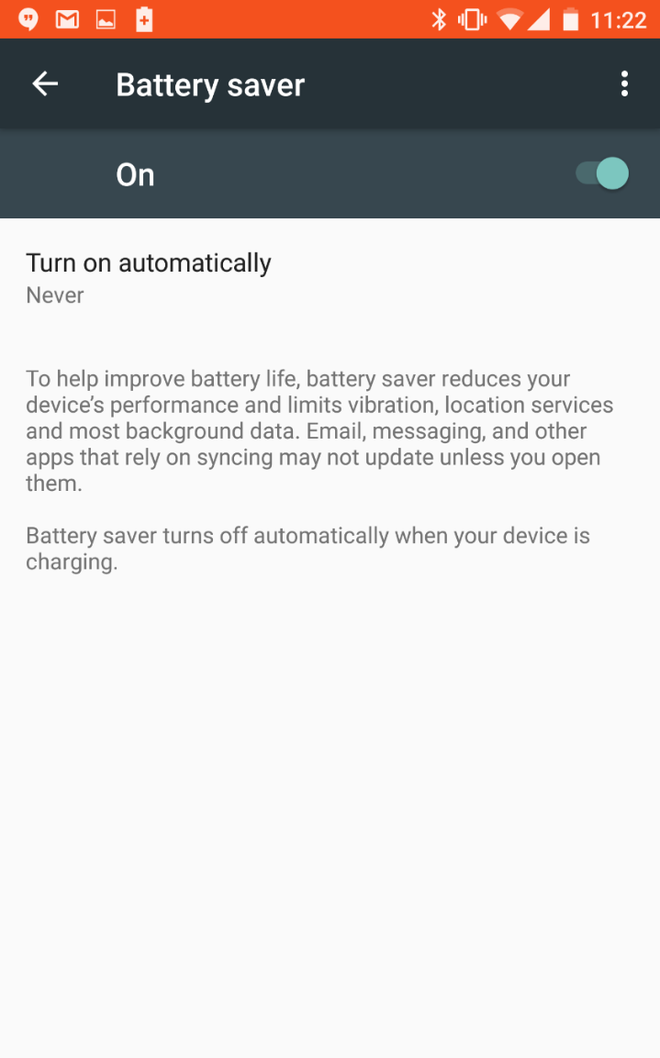 11:22
Battery saver
On
Turn on automatically
Never
To help improve battery life, battery saver reduces your
device’s performance and limits vibration, location services
and most background data. Email, messaging, and other
apps that rely on syncing may not update unless you open
them.
Battery saver turns off automatically when your device is
charging.